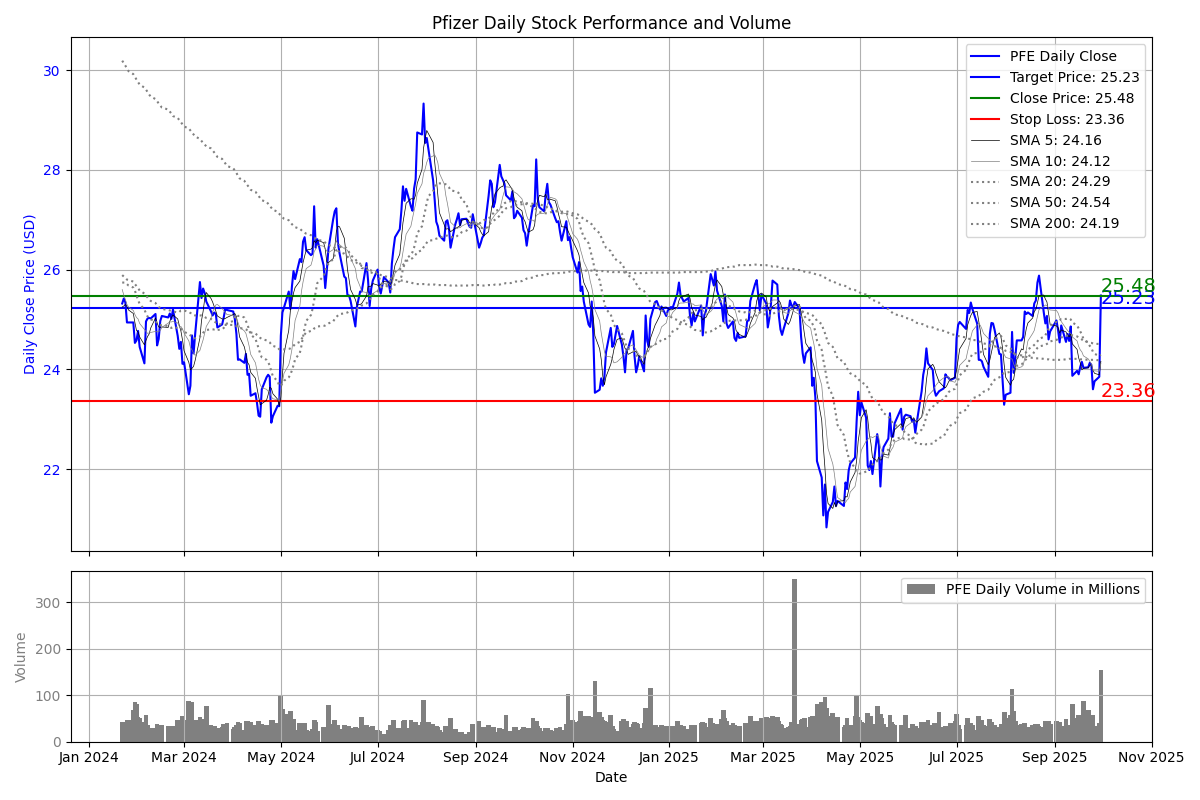 Pfizer Daily Stock Performance and Volume
Daily Close Price (USD)
30
28
26
24
22
PFE Daily Close
Target Price: 25.23
Close Price: 25.48
Stop Loss: 23.36
SMA 5: 24.16
SMA 10: 24.12
SMA 20: 24.29
SMA 50: 24.54
SMA 200: 24.19
25.48
25.23
23.36
Volume
300
200
100
0
PFE Daily Volume in Millions
Jan 2024 Mar 2024 May 2024 Jul 2024 Sep 2024 Nov 2024 Jan 2025 Mar 2025 May 2025 Jul 2025 Sep 2025 Nov 2025
Date